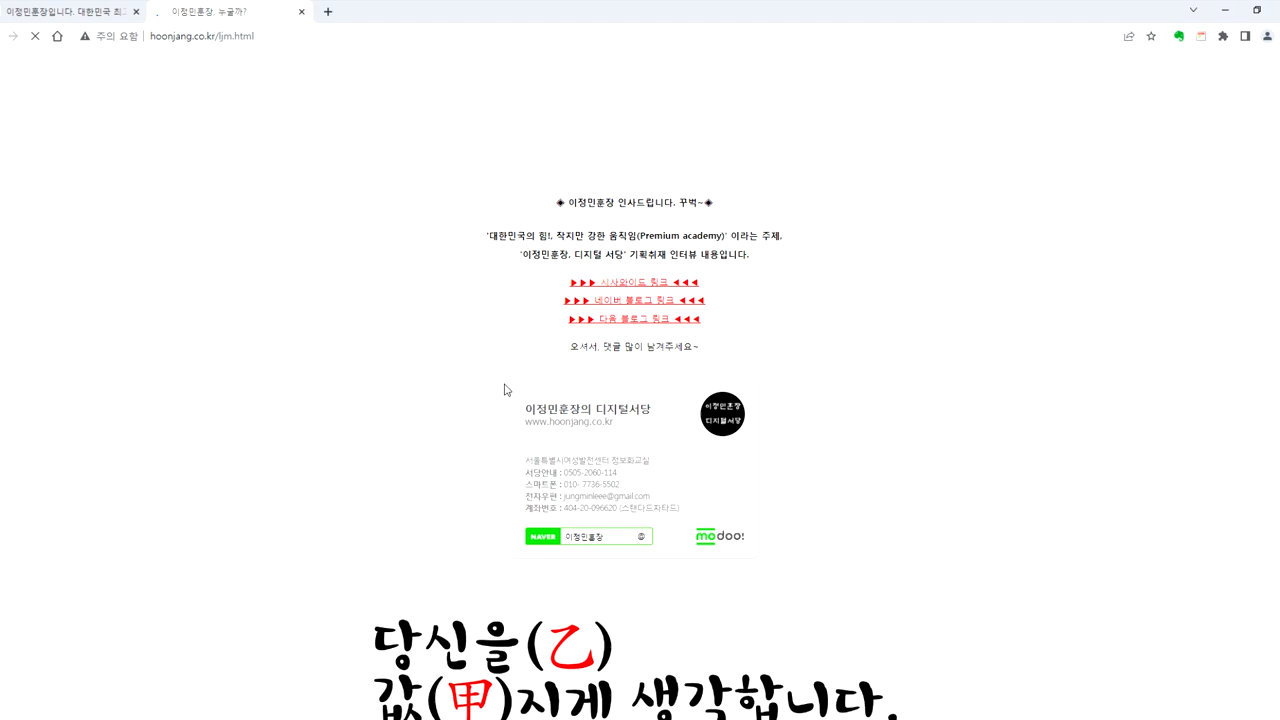 이정민훈장입니다. 대한민국 최고
이정민훈장. 누굴까?
주의 요함
hoonjang.co.kr/ljm.html
◈ 이정민훈장 인사드립니다. 꾸벅~◈
'대한민국의 힘!, 작지만 강한 움직임(Premium academy)' 이라는 주제,
'이정민훈장, 디지털 서당' 기획취재 인터뷰 내용입니다.
▶▶▶ 시사와이드 링크 ◀◀◀
▶▶▶ 네이버 블로그 링크 ◀◀◀
▶▶▶ 다음 블로그 링크 ◀◀◀
오셔서, 댓글 많이 남겨주세요~
이정민훈장의 디지털서당
www.hoonjang.co.kr
이정민훈장
디지털서당
서울특별시여성발전센터 정보화교실
서당안내 : 0505-2060-114
스마트폰 : 010- 7736-5502
전자우편 : jungminleee@gmail.com
계좌번호 : 404-20-096620 (스탠다드차타드)
NAVER 이정민훈장 @
modoo!
당신을(乙)
값(甲)지게 생각합니다.